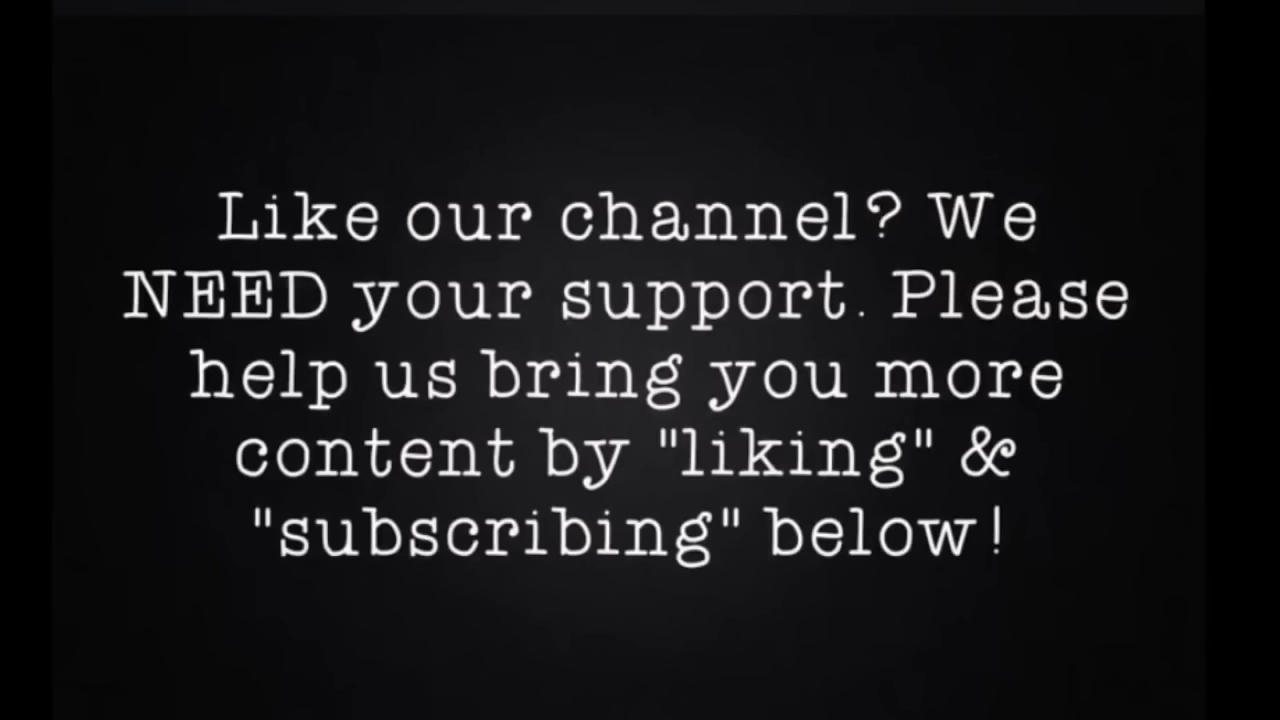 Like our channel? We
NEED your support. Please
help us bring you more
content by "liking" &
"subscribing" below!